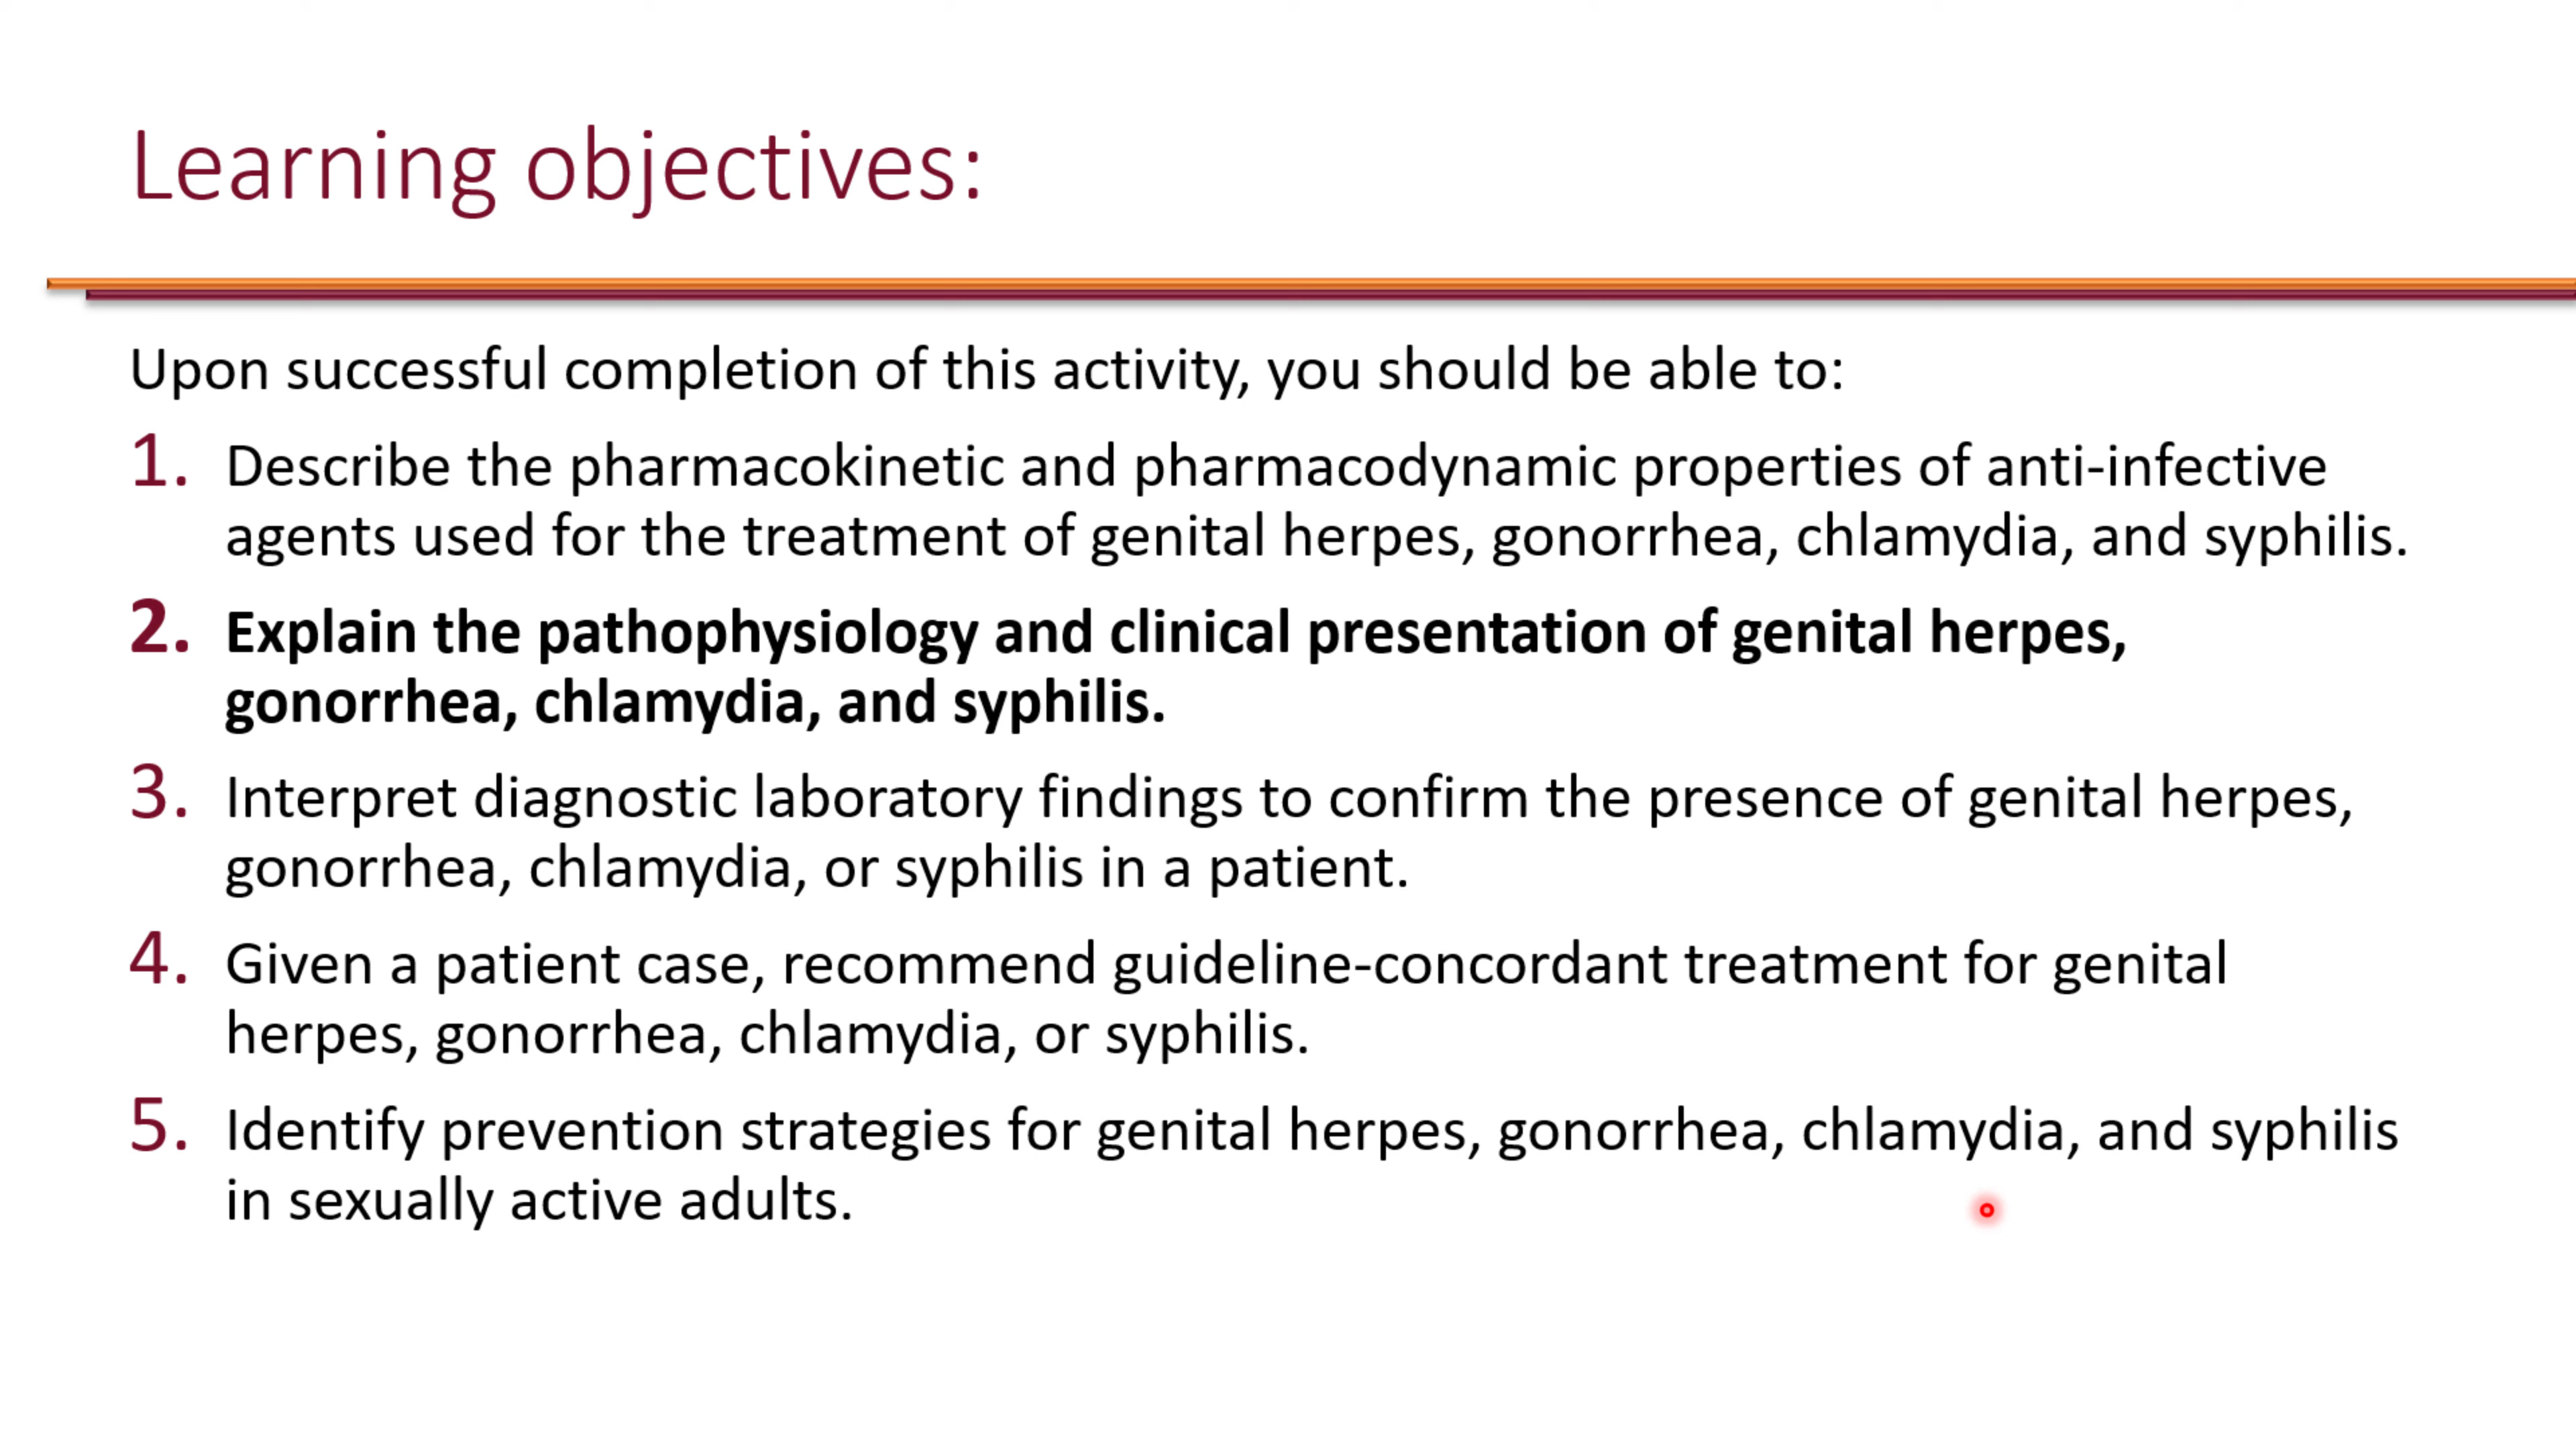 Learning objectives:
Upon successful completion of this activity, you should be able to:
1. Describe the pharmacokinetic and pharmacodynamic properties of anti-infective
agents used for the treatment of genital herpes, gonorrhea, chlamydia, and syphilis.
2. Explain the pathophysiology and clinical presentation of genital herpes,
gonorrhea, chlamydia, and syphilis.
3. Interpret diagnostic laboratory findings to confirm the presence of genital herpes,
gonorrhea, chlamydia, or syphilis in a patient.
4. Given a patient case, recommend guideline-concordant treatment for genital
herpes, gonorrhea, chlamydia, or syphilis.
5. Identify prevention strategies for genital herpes, gonorrhea, chlamydia, and syphilis
in sexually active adults.